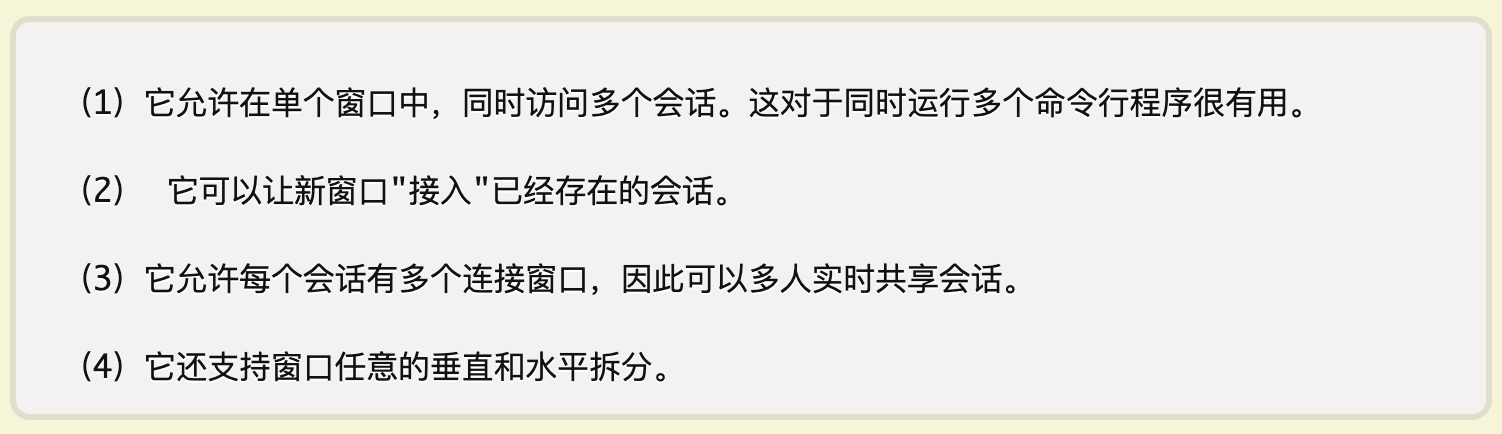 (1) 它允许在单个窗口中，同时访问多个会话。这对于同时运行多个命令行程序很有用。
(2)  它可以让新窗口"接入"已经存在的会话。
(3) 它允许每个会话有多个连接窗口，因此可以多人实时共享会话。
(4) 它还支持窗口任意的垂直和水平拆分。